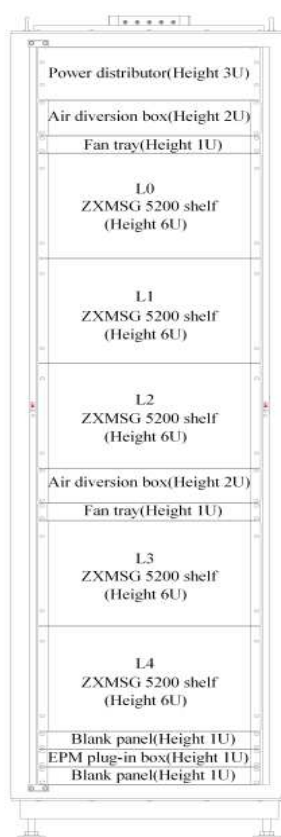 Power distributor(Height 3U)
Air diversion box(Height 2U)
Fan tray(Height 1U)
L0
ZXMSG 5200 shelf
(Height 6U)
L1
ZXMSG 5200 shelf
(Height 6U)
L2
ZXMSG 5200 shelf
(Height 6U)
Air diversion box(Height 2U)
Fan tray(Height 1U)
L3
ZXMSG 5200 shelf
(Height 6U)
L4
ZXMSG 5200 shelf
(Height 6U)
Blank panel(Height 1U)
EPM plug-in box(Height 1U)
Blank panel(Height 1U)